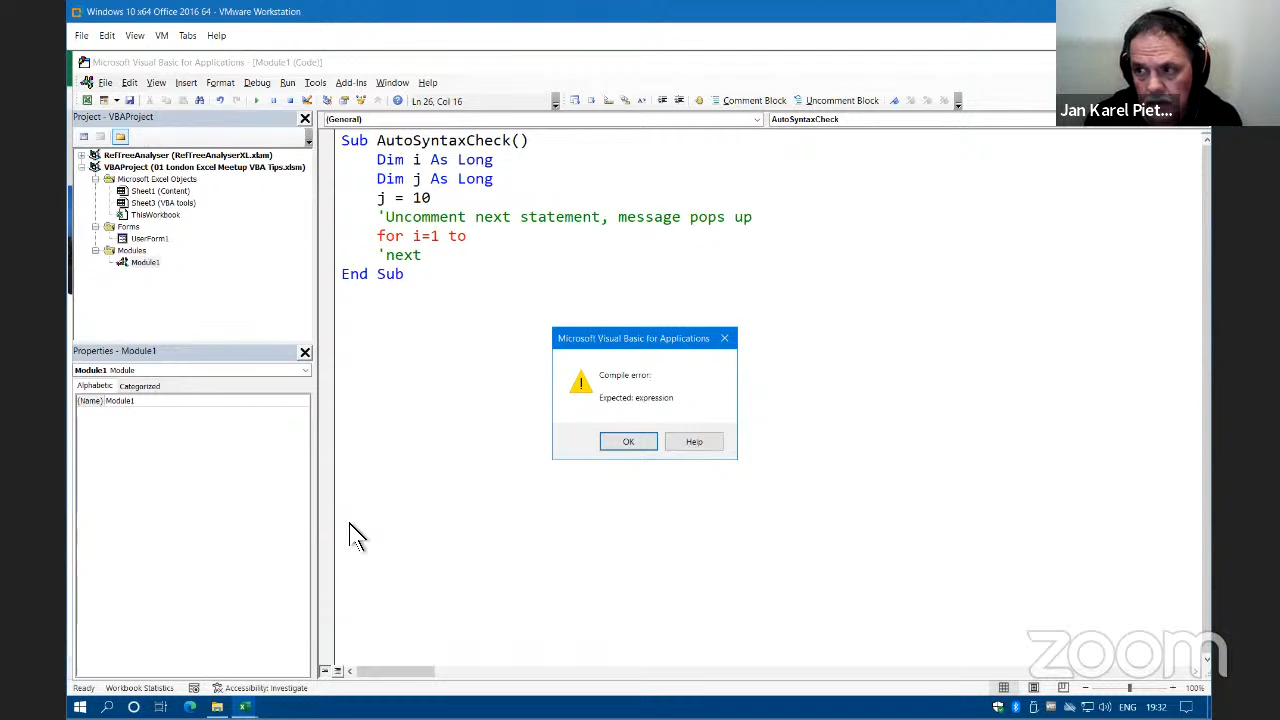 Windows 10 x64 Office 2016 64 - VMware Workstation
File Edit View VM Tabs Help
Microsoft Visual Basic for Applications - [Module1 (Code)]
File Edit View Insert Format Debug Run Tools Add-Ins Window Help
Ln 26, Col 16
Comment Block Uncomment Block
Jan Karel Piet...
Project - VBAProject
(General)
AutoSyntaxCheck
RefTreeAnalyser (RefTreeAnalyserXL.xlam)
VBAProject (01 London Excel Meetup VBA Tips.xlsm)
Microsoft Excel Objects
Sheet1 (Content)
Sheet3 (VBA tools)
ThisWorkbook
Forms
UserForm1
Modules
Module1
Sub AutoSyntaxCheck()
Dim i As Long
Dim j As Long
j = 10
'Uncomment next statement, message pops up
for i=1 to
'next
End Sub
Microsoft Visual Basic for Applications
Compile error:
Expected: expression
OK Help
Properties - Module1
Module1 Module
Alphabetic Categorized
(Name) Module1
zoom
Ready Workbook Statistics Accessibility: Investigate
100%
ENG 19:32